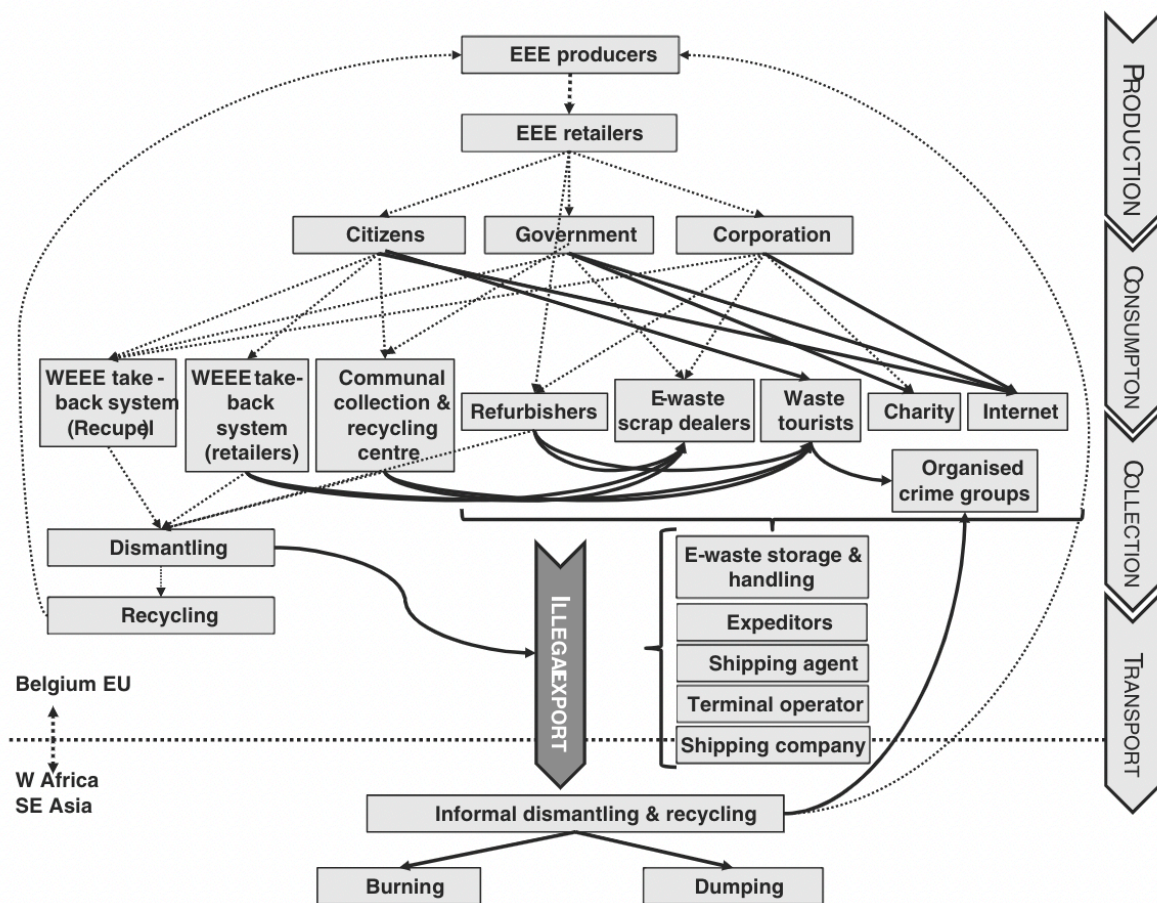 EEE producers
EEE retailers
Citizens
Government
Corporation
WEEE take-
back system
(Recupel)
WEEE take-
back
system
(retailers)
Communal
collection &
recycling
centre
Refurbishers
E-waste
scrap dealers
Waste
tourists
Charity
Internet
Organised
crime groups
Dismantling
Recycling
E-waste storage &
handling
Expeditors
Shipping agent
Terminal operator
Shipping company
ILLEGAL EXPORT
Belgium EU
W Africa
SE Asia
Informal dismantling & recycling
Burning
Dumping
PRODUCTION
CONSUMPTON
COLLECTION
TRANSPORT